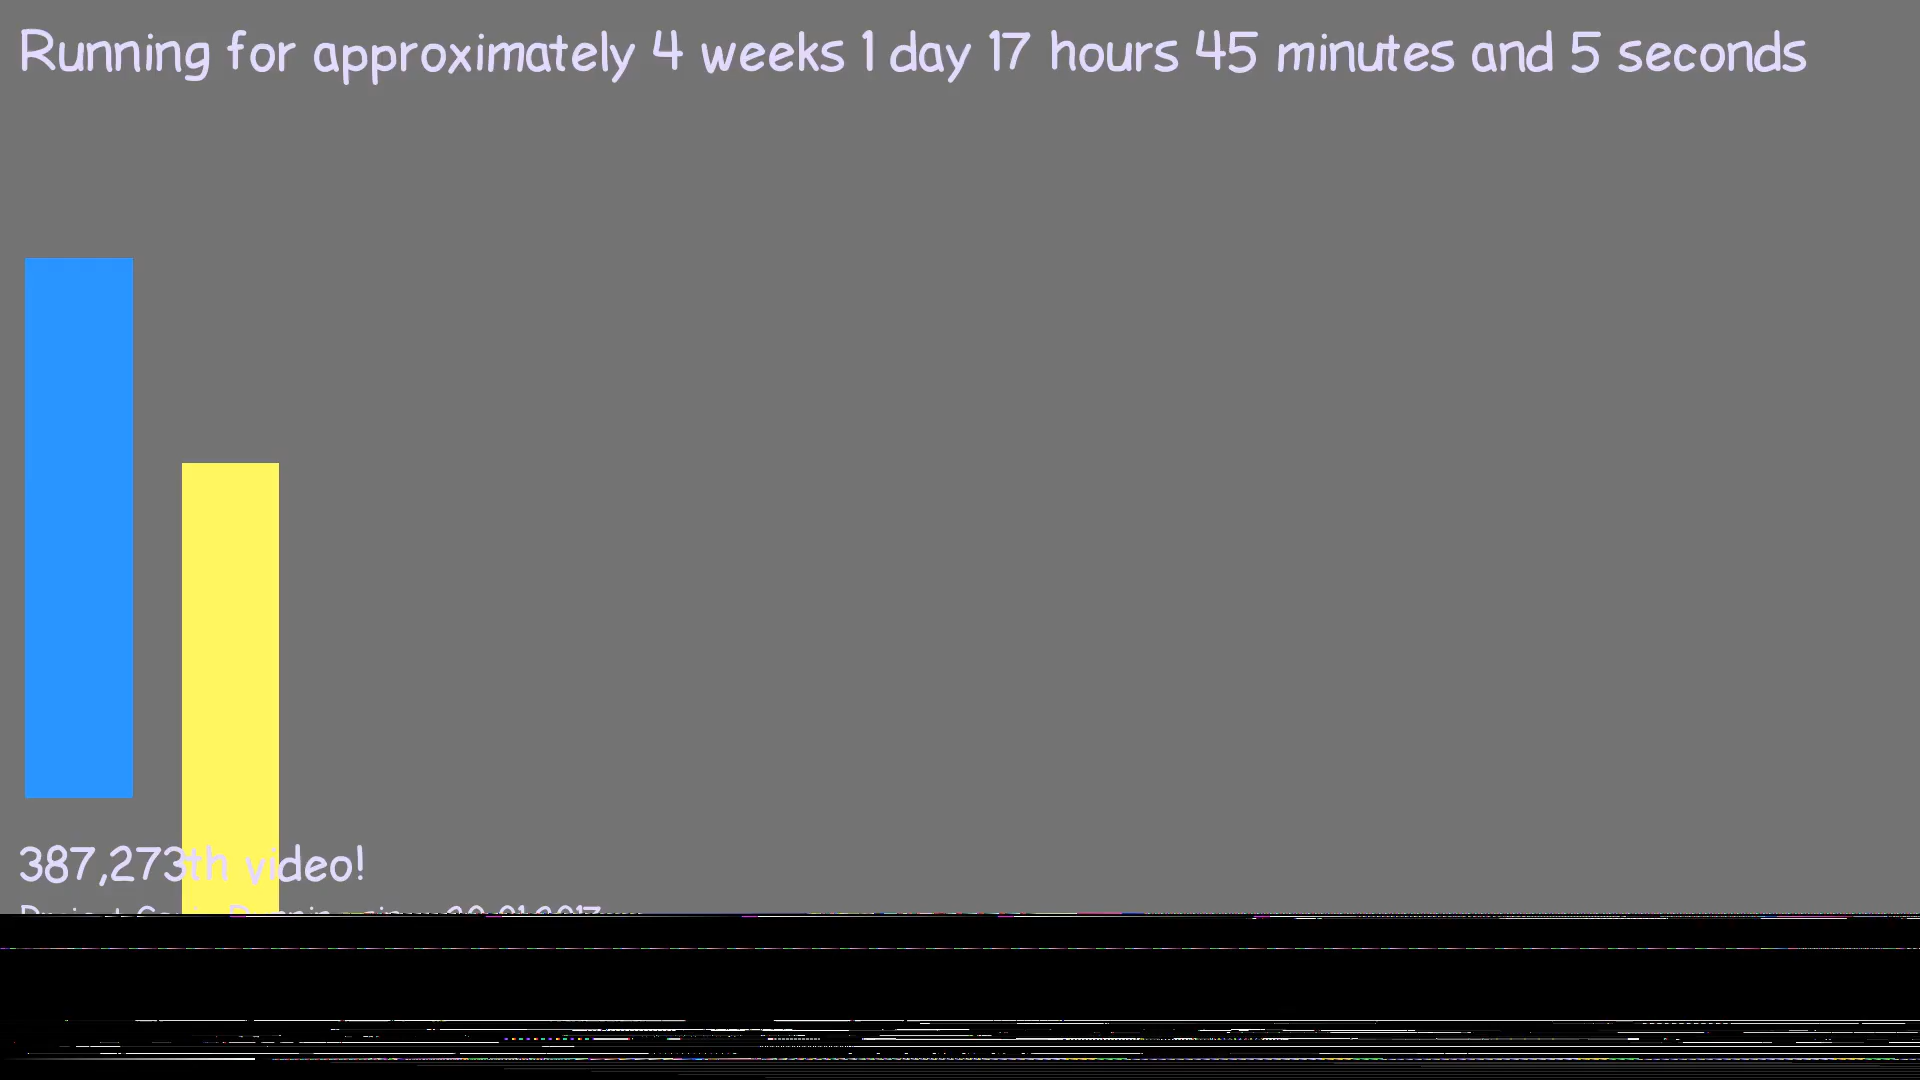 Running for approximately 4 weeks 1 day 17 hours 45 minutes and 5 seconds
387,273th video!